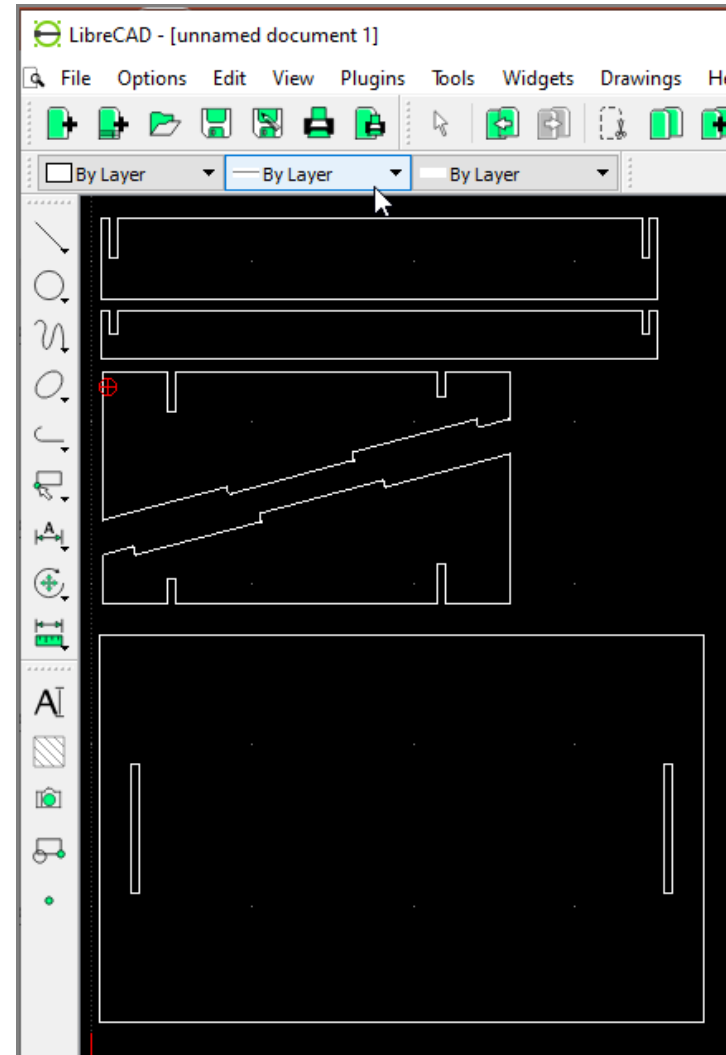 LibreCAD - [unnamed document 1]
File Options Edit View Plugins Tools Widgets Drawings
By Layer By Layer By Layer
A
A